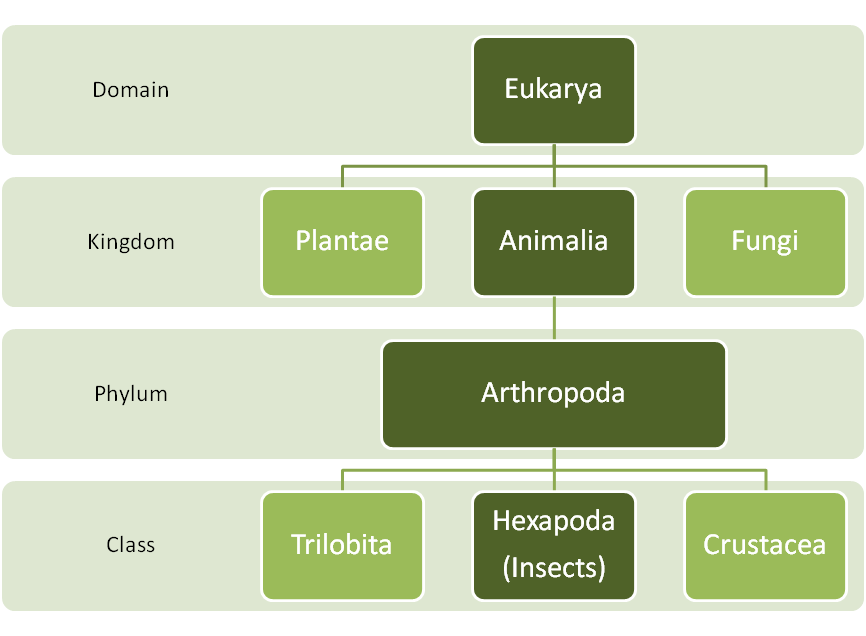 Domain
Eukarya
Kingdom
Plantae
Animalia
Fungi
Phylum
Arthropoda
Class
Trilobita
Hexapoda
(Insects)
Crustacea